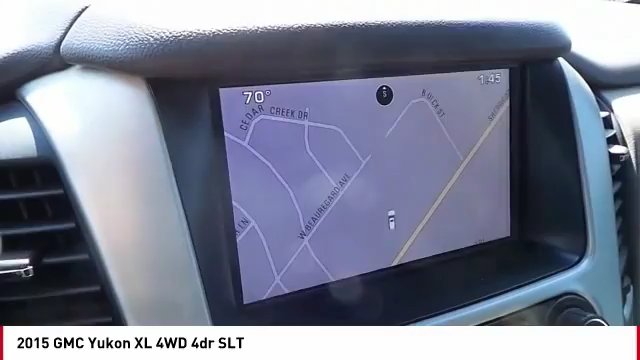 70°
S
1:45
CEDAR CREEK DR
W BEAUREGARD AVE
2015 GMC Yukon XL 4WD 4dr SLT